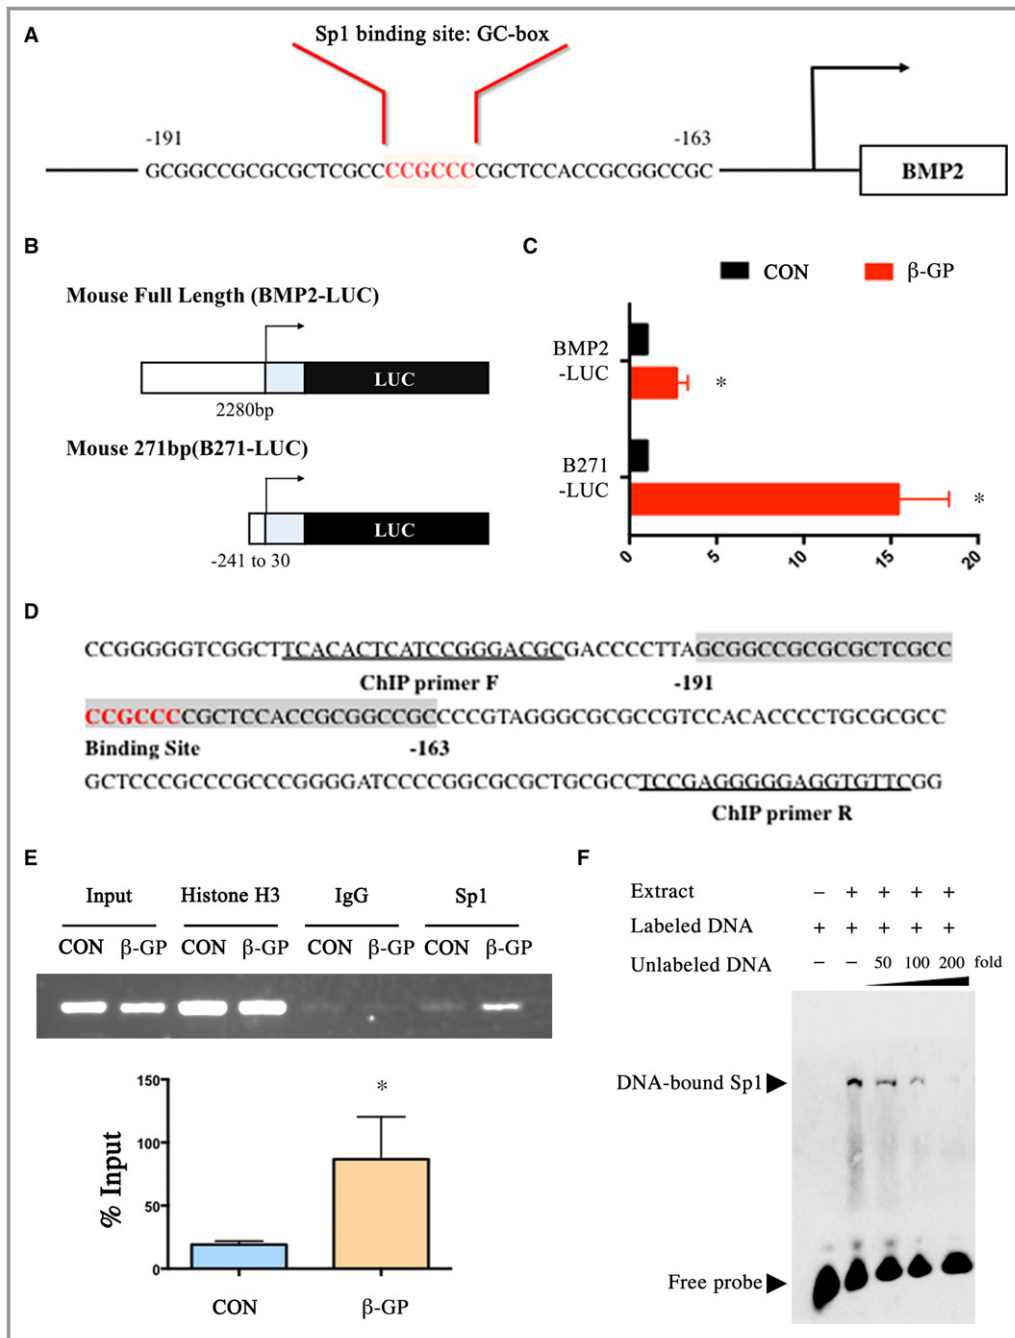 A
Sp1 binding site: GC-box
-191
-163
GCGGCCGCGCGCTCGCCCCGCCCCGCTCCACCGCGGCCGC
BMP2
B
Mouse Full Length (BMP2-LUC)
LUC
2280bp
Mouse 271bp(B271-LUC)
LUC
-241 to 30
C
CON
β-GP
BMP2
-LUC
*
B271
-LUC
*
0 5 10 15 20
D
CCGGGGGTCGGCTTCACACTCATCCGGGACGCGACCCCTTAGCGGCCGCGCGCTCGCC
ChIP primer F
-191
CCGCCCCGCTCCACCGCGGCCGCCCCGTAGGGCGCGCCGTCCACACCCCTGCGCGCC
Binding Site
-163
GCTCCCGCCCGCCCGGGGATCCCCGGCGCGCTGCGCCTCCGAGGGGGAGGTGTTCGG
ChIP primer R
E
Input Histone H3 IgG Sp1
CON β-GP CON β-GP CON β-GP CON β-GP
% Input
150
100
50
0
*
CON
β-GP
F
Extract – + + + +
Labeled DNA + + + + +
Unlabeled DNA – – 50 100 200 fold
DNA-bound Sp1
Free probe